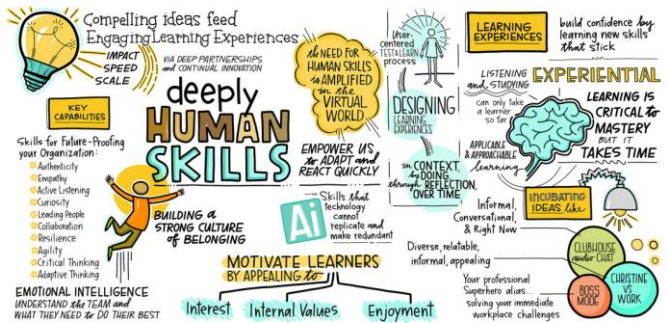 Compelling ideas feed
Engaging Learning Experiences
IMPACT
SPEED
SCALE
VIA DEEP PARTNERSHIPS
and CONTINUAL INNOVATION
KEY
CAPABILITIES
Skills for Future-Proofing
your Organization:
Authenticity
Empathy
Active Listening
Curiosity
Leading People
Collaboration
Resilience
Agility
Critical Thinking
Adaptive Thinking
EMOTIONAL INTELLIGENCE
UNDERSTAND the TEAM and
WHAT THEY NEED to DO THEIR BEST
deeply
HUMAN
SKILLS
BUILDING A
STRONG CULTURE
of BELONGING
the NEED FOR
HUMAN SKILLS
is AMPLIFIED
in the
VIRTUAL
WORLD
EMPOWER US
to ADAPT and
REACT QUICKLY
Ai
Skills that
technology
cannot
replicate and
make redundant
MOTIVATE LEARNERS
BY APPEALING to
Interest
Internal Values
Enjoyment
User-
centered
TEST & LEARN
process
DESIGNING
LEARNING
EXPERIENCES
in CONTEXT,
by DOING,
through REFLECTION,
OVER TIME
LEARNING
EXPERIENCES
build confidence by
learning new skills
that stick
LISTENING
and STUDYING
can only take
a learner
so far
EXPERIENTIAL
LEARNING IS
CRITICAL to
MASTERY
BUT IT
TAKES TIME
APPLICABLE
& APPROACHABLE
learning
INCUBATING
IDEAS like
Informal,
Conversational,
& Right Now
CLUBHOUSE
audio CHAT
Diverse, relatable,
informal, appealing
CHRISTINE
VS
WORK
Your professional
Superhero alias...
solving your immediate
workplace challenges
BOSS
MODE